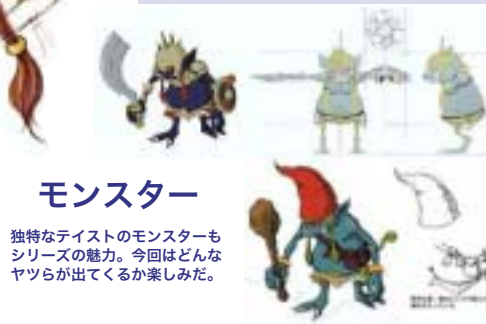 モンスター
独特なテイストのモンスターも
シリーズの魅力。今回はどんな
ヤツらが出てくるか楽しみだ。